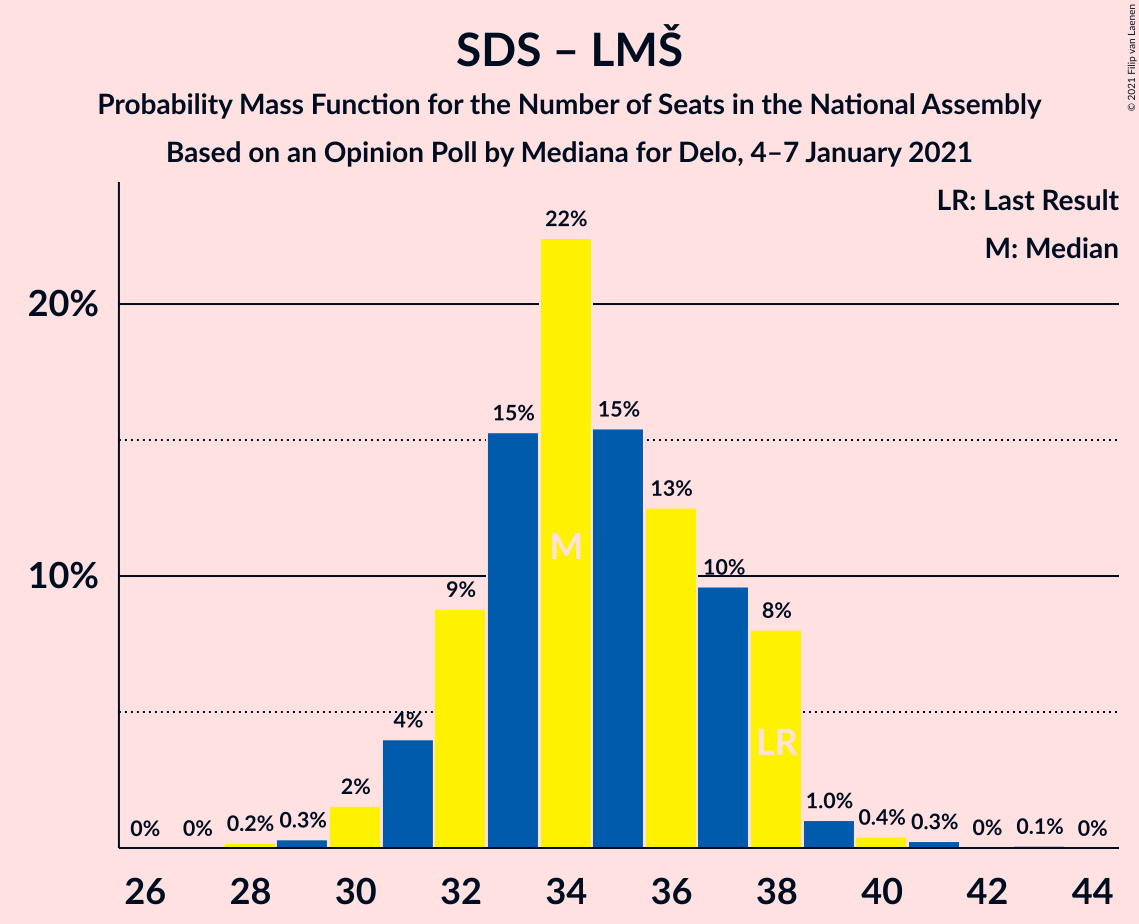 SDS – LMŠ
Probability Mass Function for the Number of Seats in the National Assembly
Based on an Opinion Poll by Mediana for Delo, 4–7 January 2021
© 2021 Filip van Laenen
LR: Last Result
M: Median
20%
10%
0%
0%
0.2%
0.3%
2%
4%
9%
15%
22%
15%
13%
10%
8%
1.0%
0.4%
0.3%
0%
0.1%
0%
M
LR
26 28 30 32 34 36 38 40 42 44